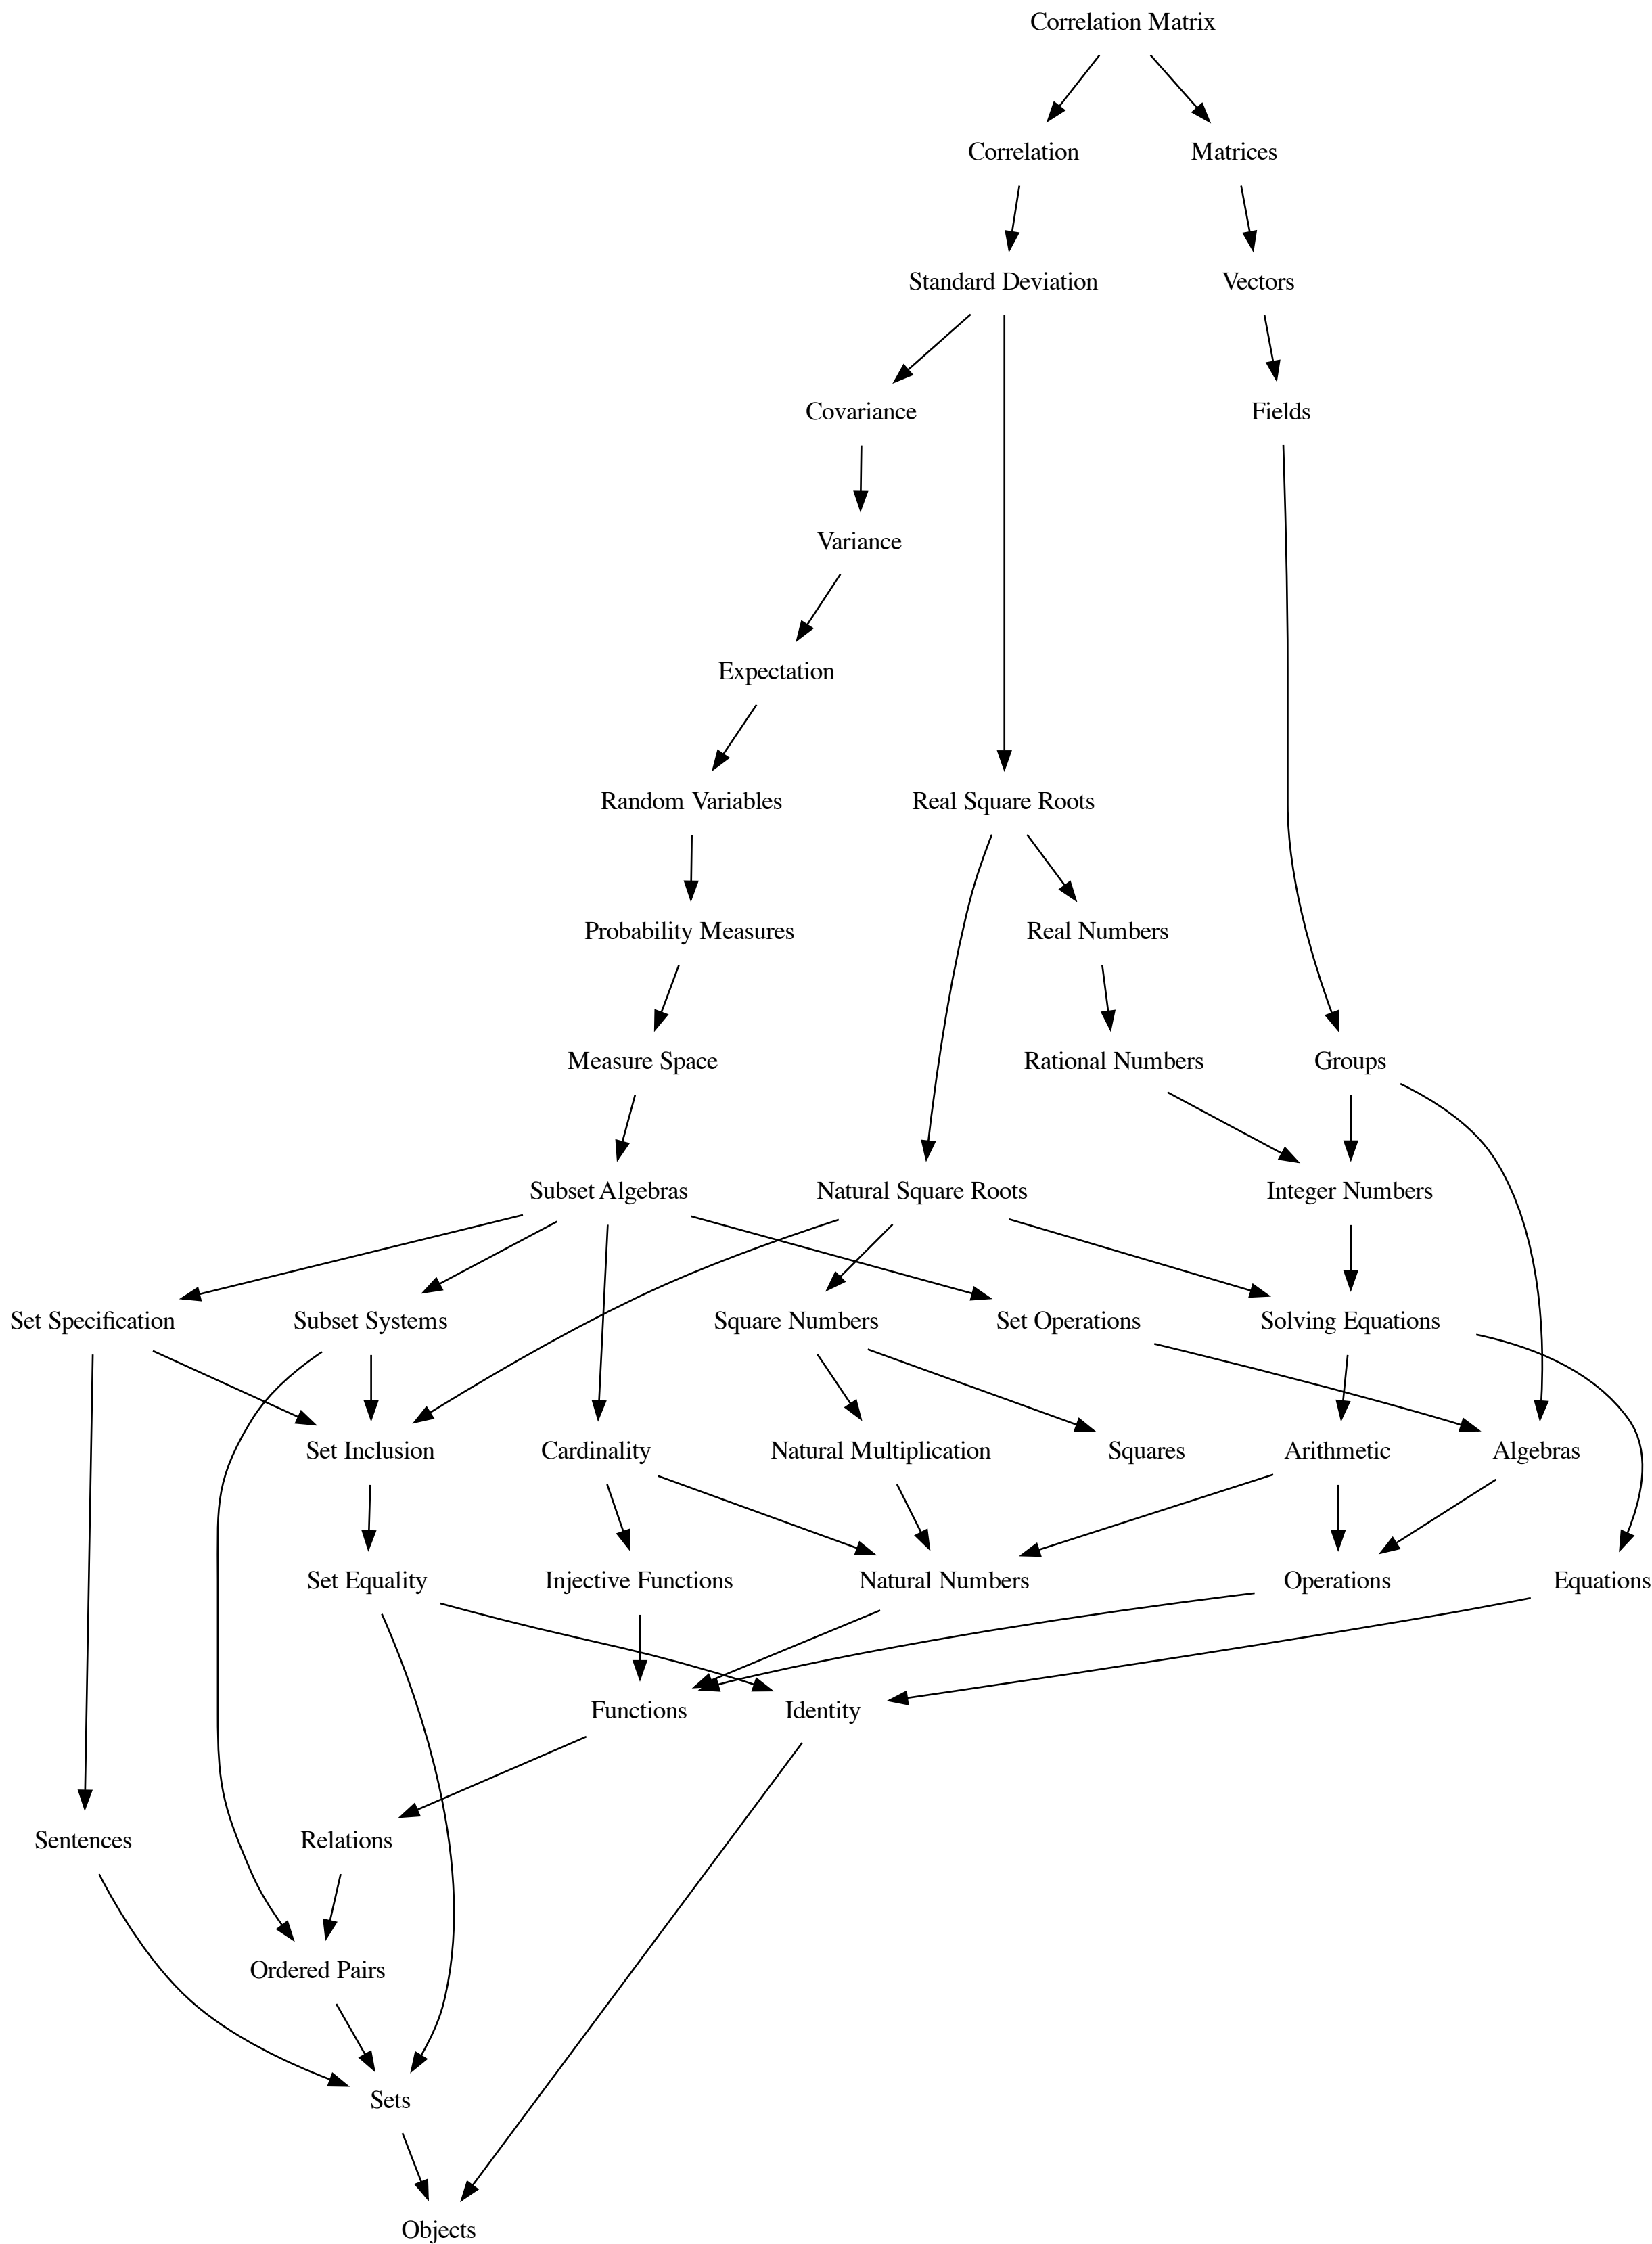 Correlation Matrix
Correlation
Matrices
Standard Deviation
Vectors
Covariance
Fields
Variance
Expectation
Random Variables
Real Square Roots
Probability Measures
Real Numbers
Measure Space
Rational Numbers
Groups
Subset Algebras
Natural Square Roots
Integer Numbers
Set Specification
Subset Systems
Square Numbers
Set Operations
Solving Equations
Set Inclusion
Cardinality
Natural Multiplication
Squares
Arithmetic
Algebras
Set Equality
Injective Functions
Natural Numbers
Operations
Equations
Functions
Identity
Sentences
Relations
Ordered Pairs
Sets
Objects